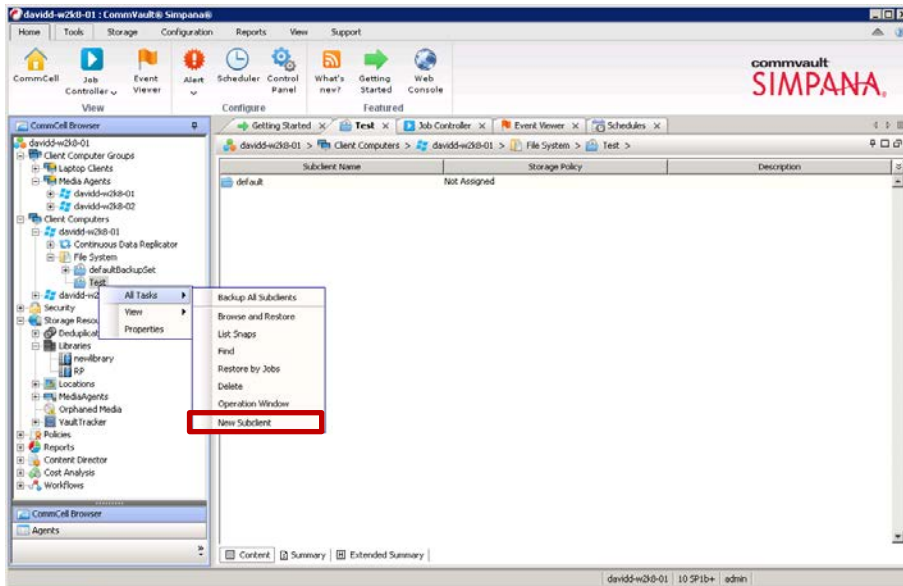 davidd-w2k8-01 : CommVault® Simpana®
Home Tools Storage Configuration Reports View Support
CommCell
Job Controller
Event Viewer
Alert
Scheduler
Control Panel
What's new?
Getting Started
Web Console
View Configure Featured
commvault
SIMPANA.
CommCell Browser
Getting Started Test Job Controller Event Viewer Schedules
davidd-w2k8-01 > Client Computers > davidd-w2k8-01 > File System > Test >
Subclient Name Storage Policy Description
default Not Assigned
davidd-w2k8-01
Client Computer Groups
Laptop Clients
Media Agents
davidd-w2k8-01
davidd-w2k8-02
Client Computers
davidd-w2k8-01
Continuous Data Replicator
File System
defaultBackupSet
Test
davidd-w2
Security
Storage Resou
Deduplicat
Libraries
newlibrary
RP
Locations
MediaAgents
Orphaned Media
VaultTracker
Policies
Reports
Content Director
Cost Analysis
Workflows
All Tasks
View
Properties
Backup All Subclients
Browse and Restore
List Snaps
Find
Restore by Jobs
Delete
Operation Window
New Subclient
CommCell Browser
Agents
Content Summary Extended Summary
davidd-w2k8-01 10 SP1b+ admin